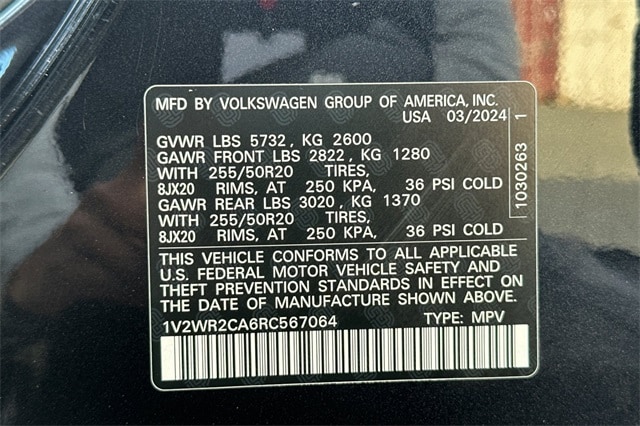 MFD BY VOLKSWAGEN GROUP OF AMERICA, INC.
USA 03/2024
GVWR LBS 5732, KG 2600
GAWR FRONT LBS 2822, KG 1280
WITH 255/50R20 TIRES,
8JX20 RIMS, AT 250 KPA, 36 PSI COLD
GAWR REAR LBS 3020, KG 1370
WITH 255/50R20 TIRES,
8JX20 RIMS, AT 250 KPA, 36 PSI COLD
THIS VEHICLE CONFORMS TO ALL APPLICABLE
U.S. FEDERAL MOTOR VEHICLE SAFETY AND
THEFT PREVENTION STANDARDS IN EFFECT ON
THE DATE OF MANUFACTURE SHOWN ABOVE.
1V2WR2CA6RC567064 TYPE: MPV
1030263 1